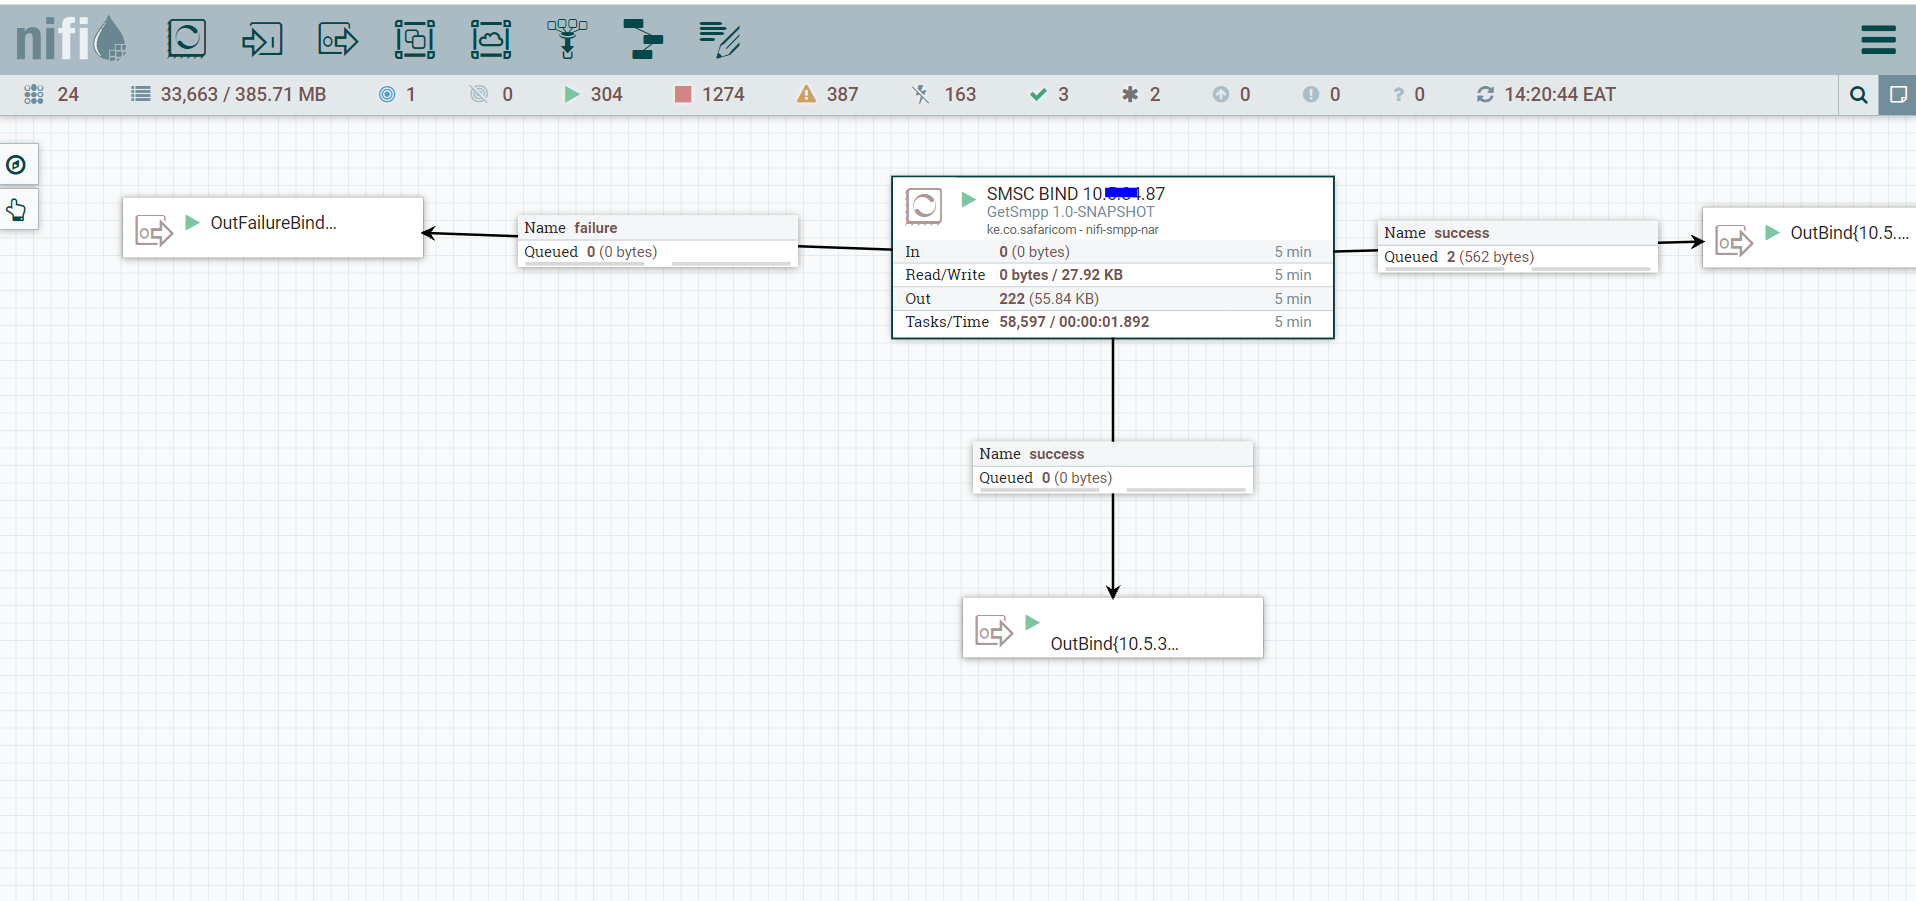 nifi
24 33,663 / 385.71 MB 1 0 304 1274 387 163 3 2 0 0 ? 0 14:20:44 EAT
OutFailureBind...
Name failure
Queued 0 (0 bytes)
SMSC BIND 10. .87
GetSmpp 1.0-SNAPSHOT
ke.co.safaricom - nifi-smpp-nar
In 0 (0 bytes) 5 min
Read/Write 0 bytes / 27.92 KB 5 min
Out 222 (55.84 KB) 5 min
Tasks/Time 58,597 / 00:00:01.892 5 min
Name success
Queued 2 (562 bytes)
OutBind{10.5....
Name success
Queued 0 (0 bytes)
OutBind{10.5.3...